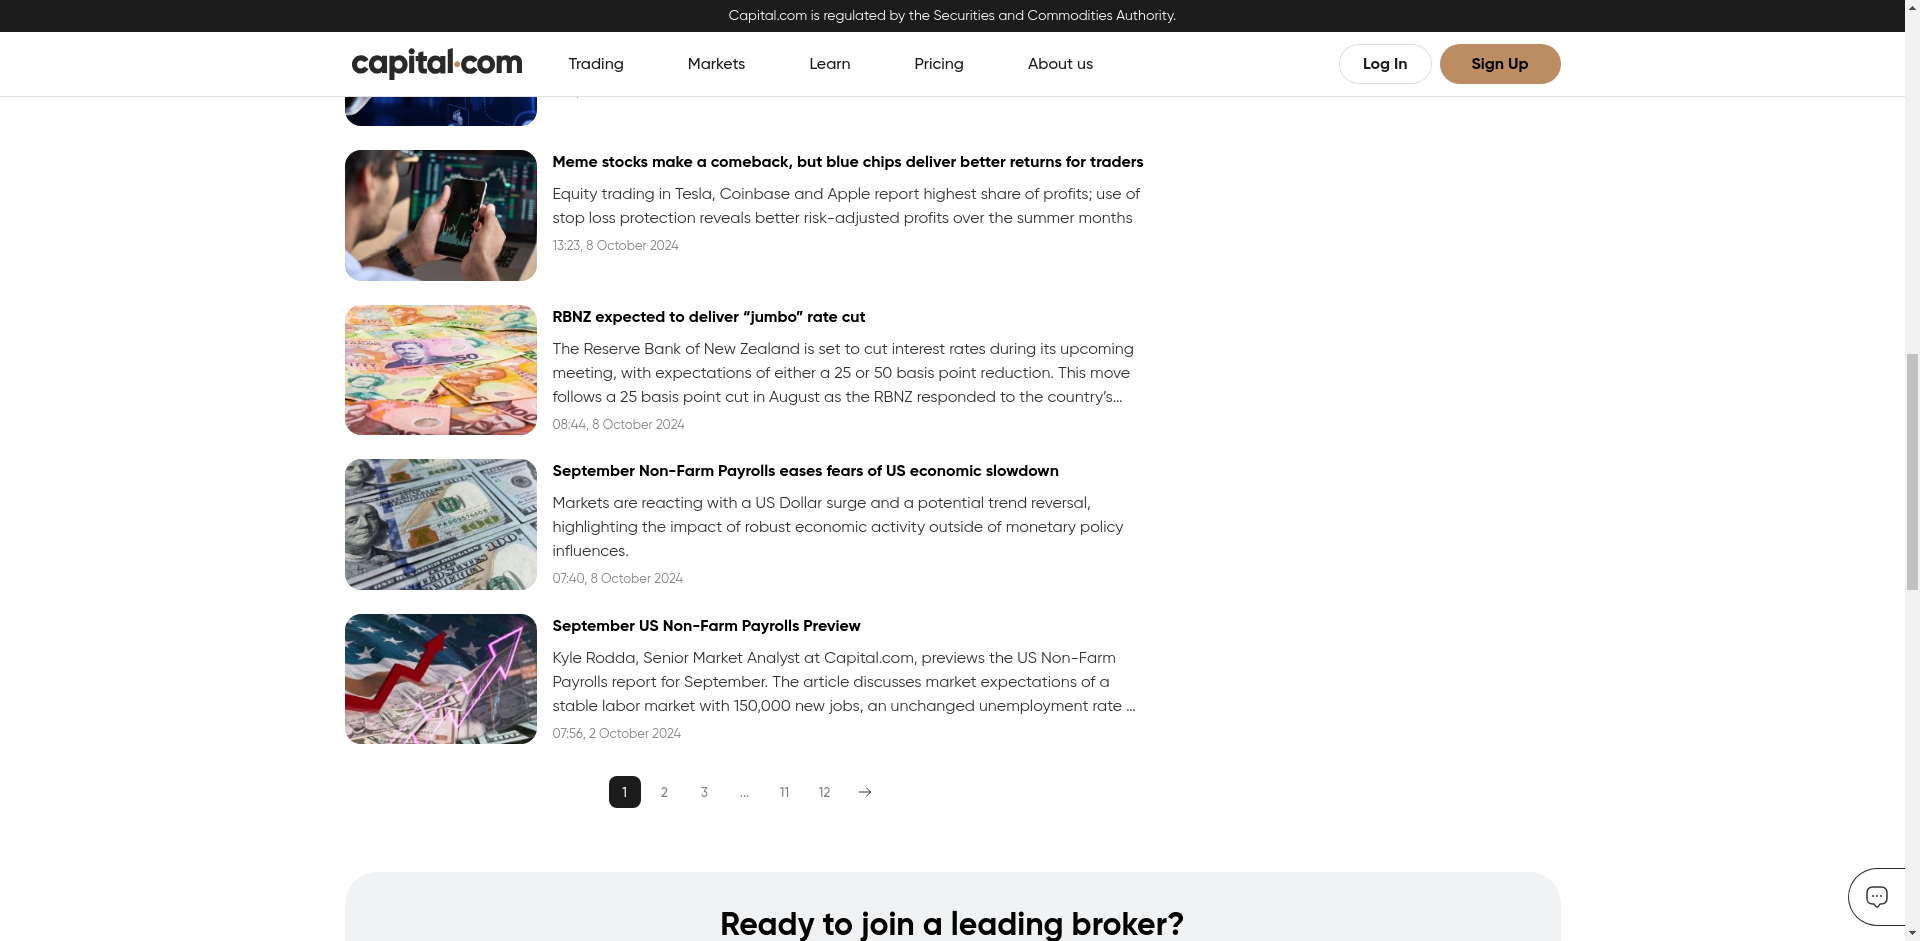 Capital.com is regulated by the Securities and Commodities Authority.
capital.com
Trading
Markets
Learn
Pricing
About us
Log In
Sign Up
Meme stocks make a comeback, but blue chips deliver better returns for traders
Equity trading in Tesla, Coinbase and Apple report highest share of profits; use of
stop loss protection reveals better risk-adjusted profits over the summer months
13:23, 8 October 2024
RBNZ expected to deliver “jumbo” rate cut
The Reserve Bank of New Zealand is set to cut interest rates during its upcoming
meeting, with expectations of either a 25 or 50 basis point reduction. This move
follows a 25 basis point cut in August as the RBNZ responded to the country’s...
08:44, 8 October 2024
September Non-Farm Payrolls eases fears of US economic slowdown
Markets are reacting with a US Dollar surge and a potential trend reversal,
highlighting the impact of robust economic activity outside of monetary policy
influences.
07:40, 8 October 2024
September US Non-Farm Payrolls Preview
Kyle Rodda, Senior Market Analyst at Capital.com, previews the US Non-Farm
Payrolls report for September. The article discusses market expectations of a
stable labor market with 150,000 new jobs, an unchanged unemployment rate ...
07:56, 2 October 2024
1 2 3 ... 11 12
Ready to join a leading broker?